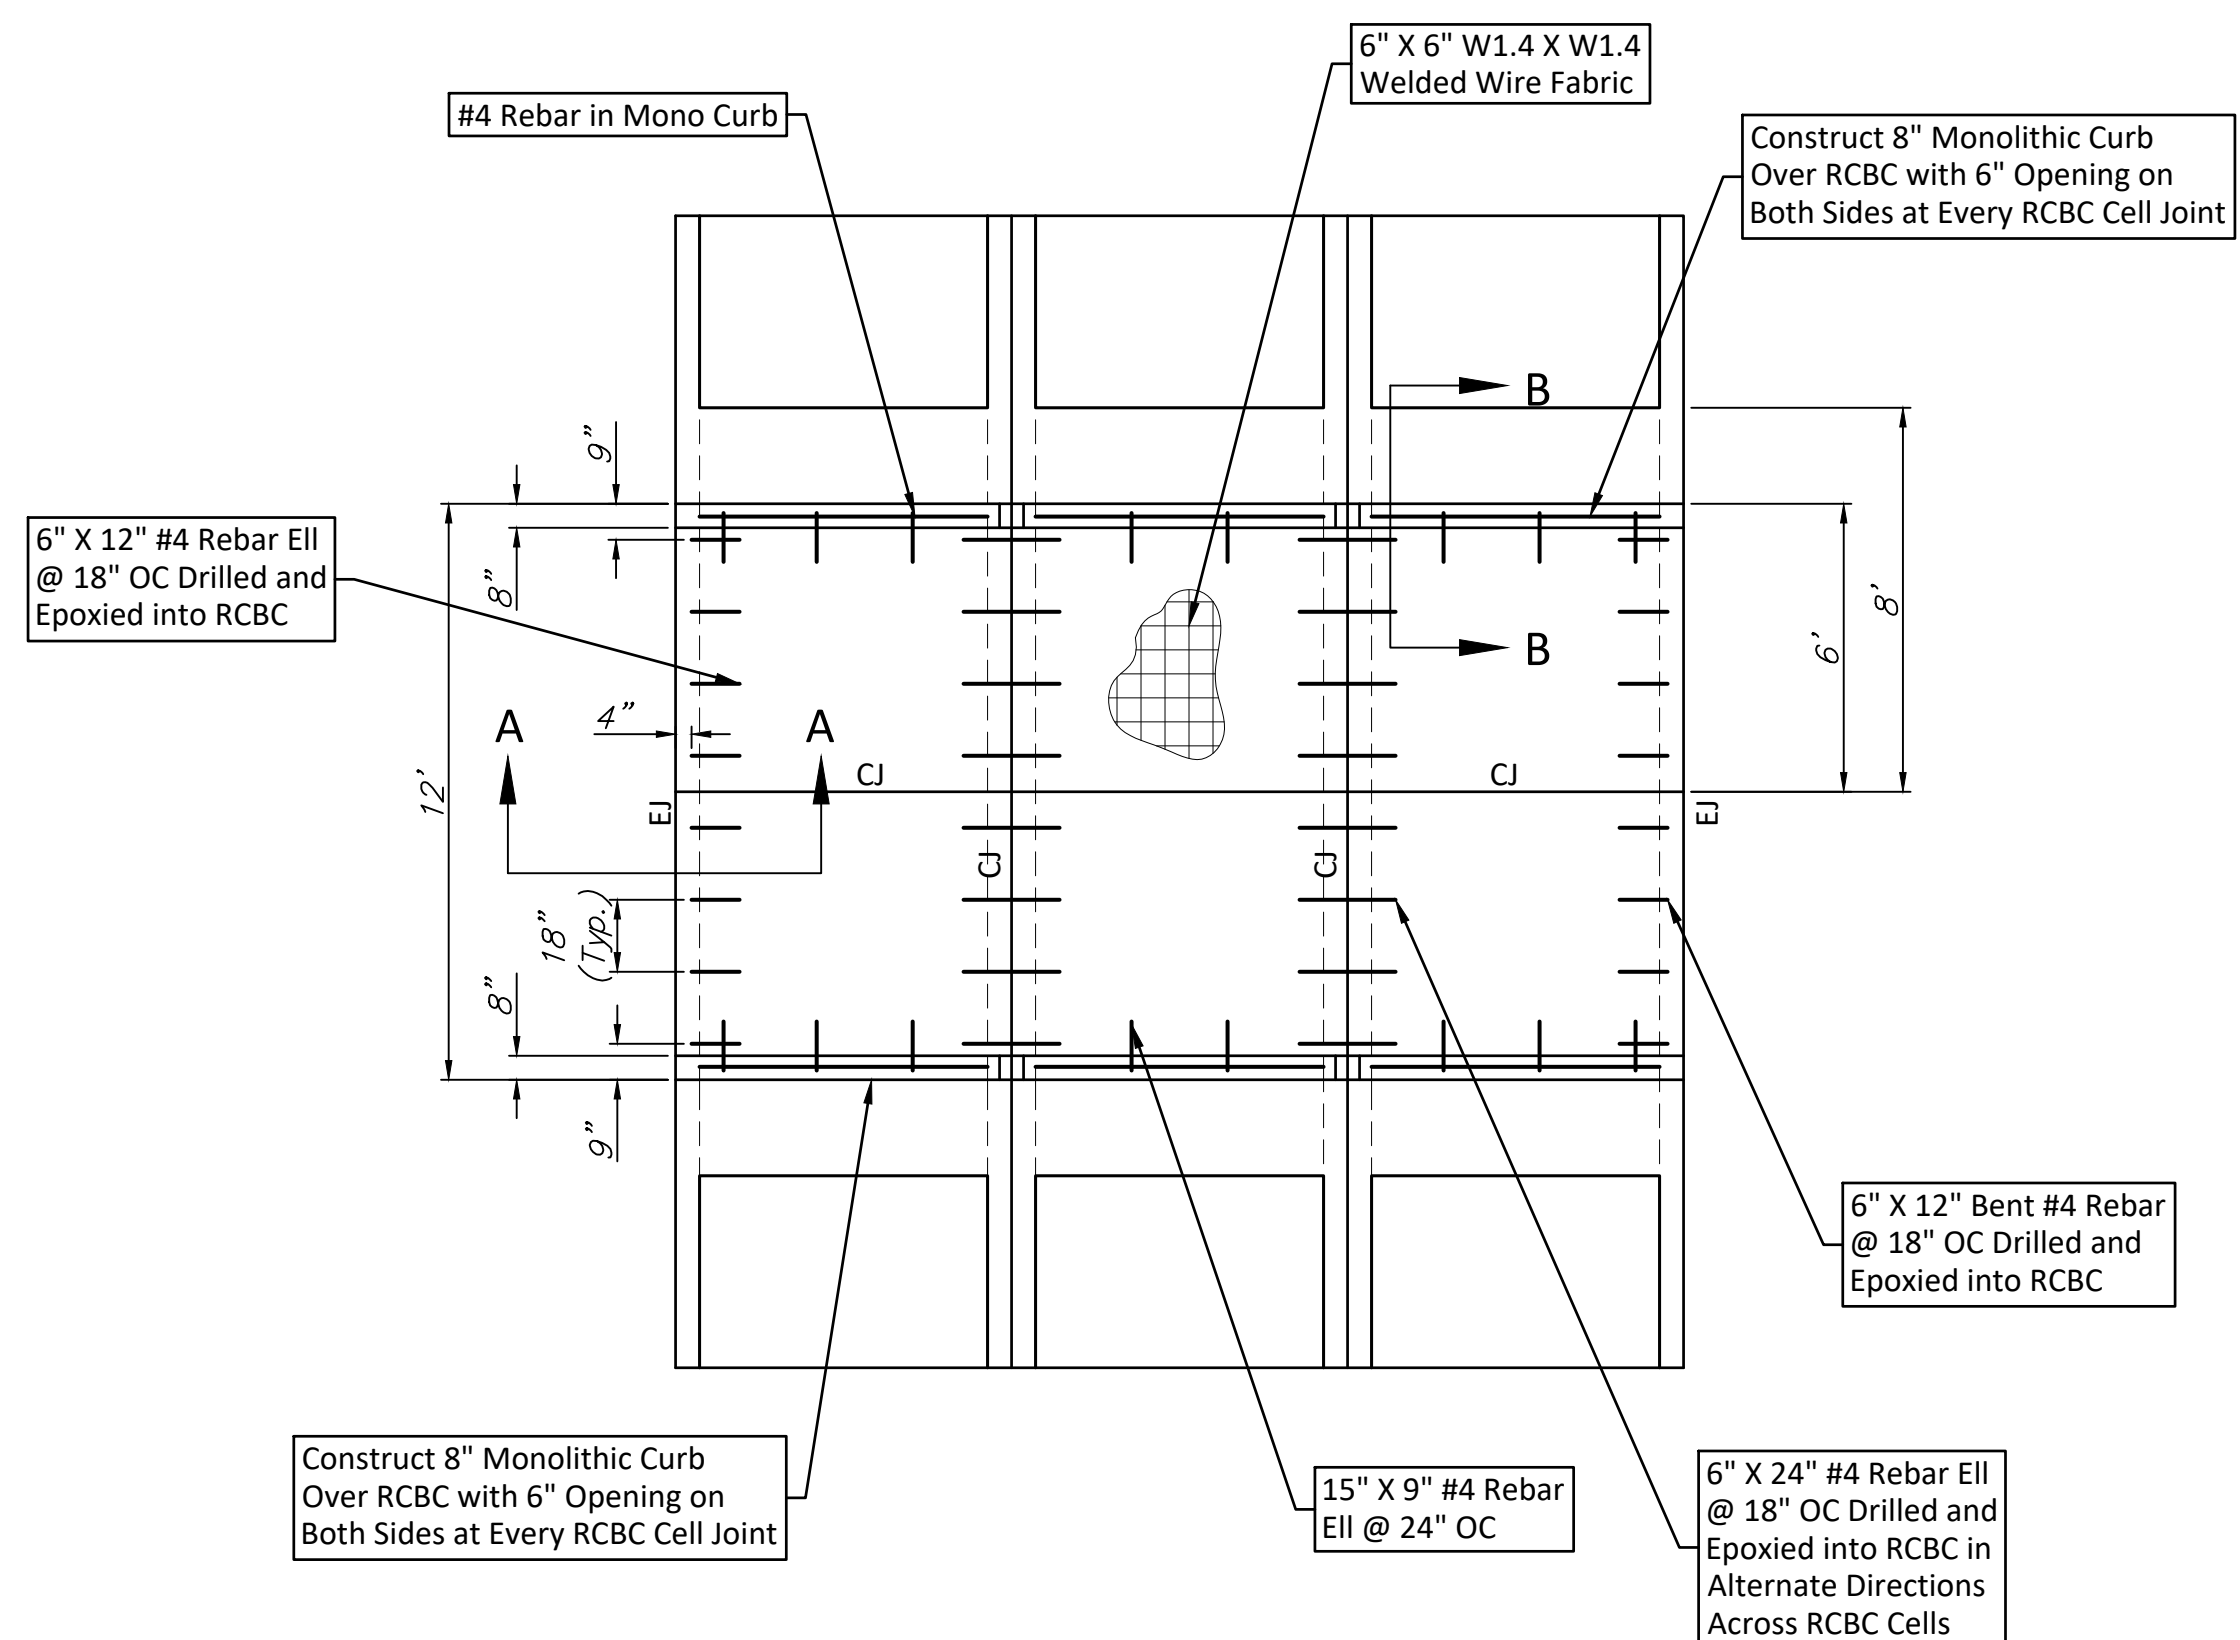 6" X 6" W1.4 X W1.4
Welded Wire Fabric
#4 Rebar in Mono Curb
Construct 8" Monolithic Curb
Over RCBC with 6" Opening on
Both Sides at Every RCBC Cell Joint
B
9"
6" X 12" #4 Rebar Ell
@ 18" OC Drilled and
Epoxied into RCBC
8"
8'
6'
B
4"
A
A
12'
CJ
CJ
EJ
EJ
CJ
CJ
18"
(Typ.)
8"
9"
6" X 12" Bent #4 Rebar
@ 18" OC Drilled and
Epoxied into RCBC
Construct 8" Monolithic Curb
Over RCBC with 6" Opening on
Both Sides at Every RCBC Cell Joint
15" X 9" #4 Rebar
Ell @ 24" OC
6" X 24" #4 Rebar Ell
@ 18" OC Drilled and
Epoxied into RCBC in
Alternate Directions
Across RCBC Cells